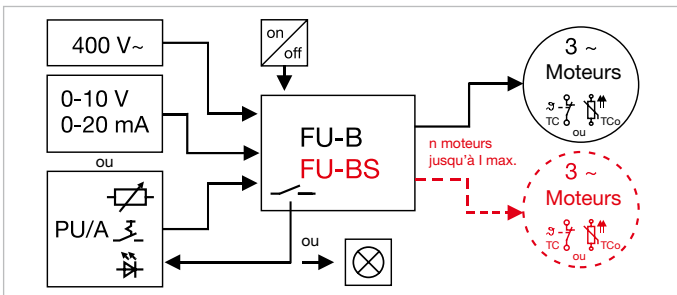 400 V~
0-10 V
0-20 mA
ou
PU/A
on
off
FU-B
FU-BS
ou
n moteurs
jusqu'à I max.
3 ~
Moteurs
TC
ou
TCo
3 ~
Moteurs
TC
ou
TCo